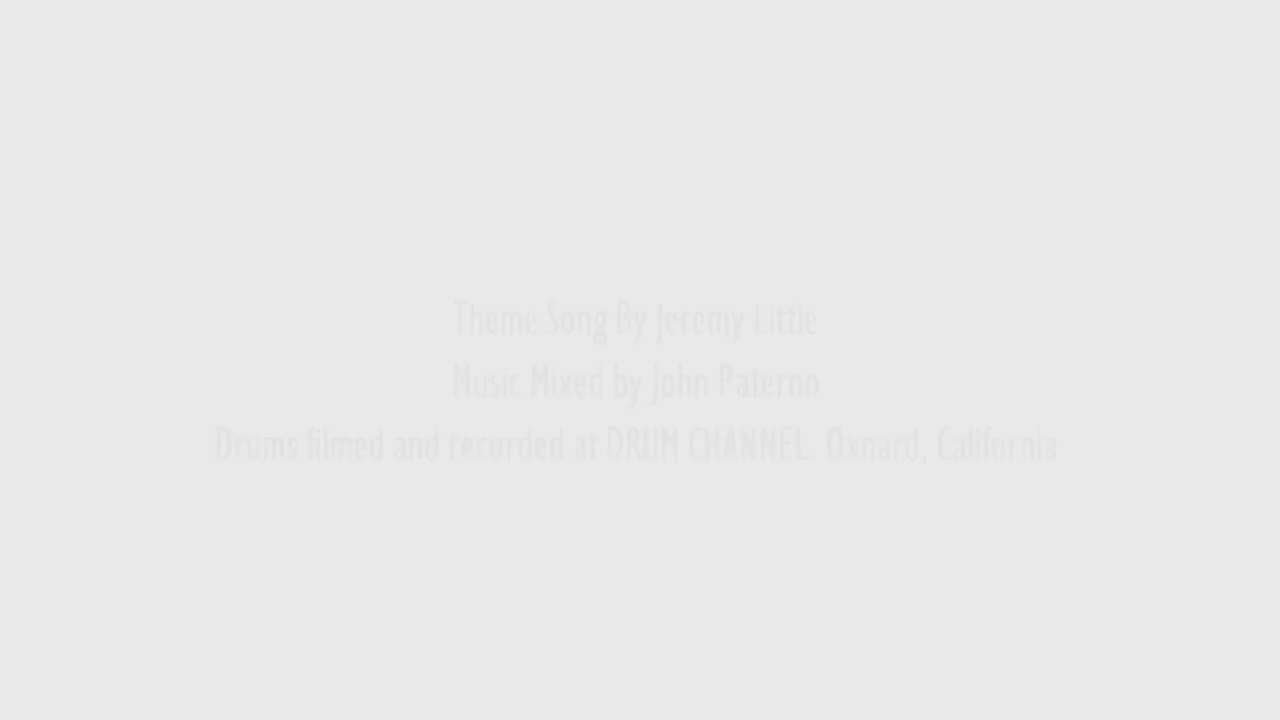 Theme Song By Jeremy Little
Music Mixed by John Paterno
Drums filmed and recorded at DRUM CHANNEL. Oxnard, California